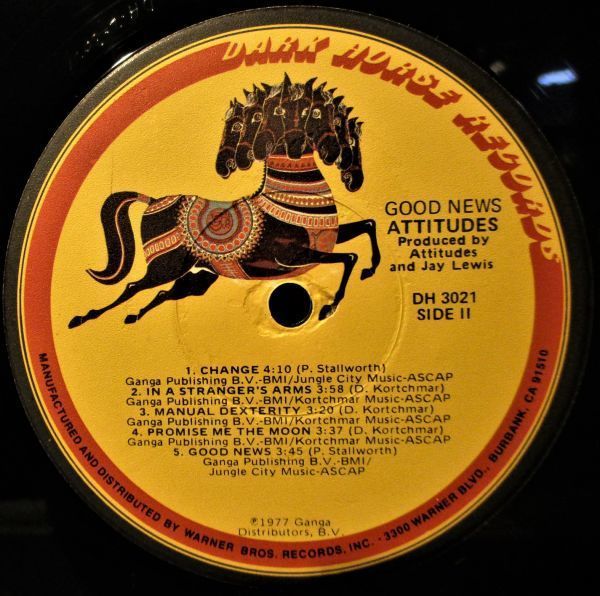 DARK HORSE RECORDS
GOOD NEWS
ATTITUDES
Produced by
Attitudes
and Jay Lewis
DH 3021
SIDE II
1. CHANGE 4:10 (P. Stallworth)
Ganga Publishing B.V.-BMI/Jungle City Music-ASCAP
2. IN A STRANGER'S ARMS 3:58 (D. Kortchmar)
Ganga Publishing B.V.-BMI/Kortchmar Music-ASCAP
3. MANUAL DEXTERITY 3:20 (D. Kortchmar)
Ganga Publishing B.V.-BMI/Kortchmar Music-ASCAP
4. PROMISE ME THE MOON 3:37 (D. Kortchmar)
Ganga Publishing B.V.-BMI/Kortchmar Music-ASCAP
5. GOOD NEWS 3:45 (P. Stallworth)
Ganga Publishing B.V.-BMI/
Jungle City Music-ASCAP
℗1977 Ganga
Distributors, B.V.
MANUFACTURED AND DISTRIBUTED BY WARNER BROS. RECORDS, INC. · 3300 WARNER BLVD., BURBANK, CA 91510